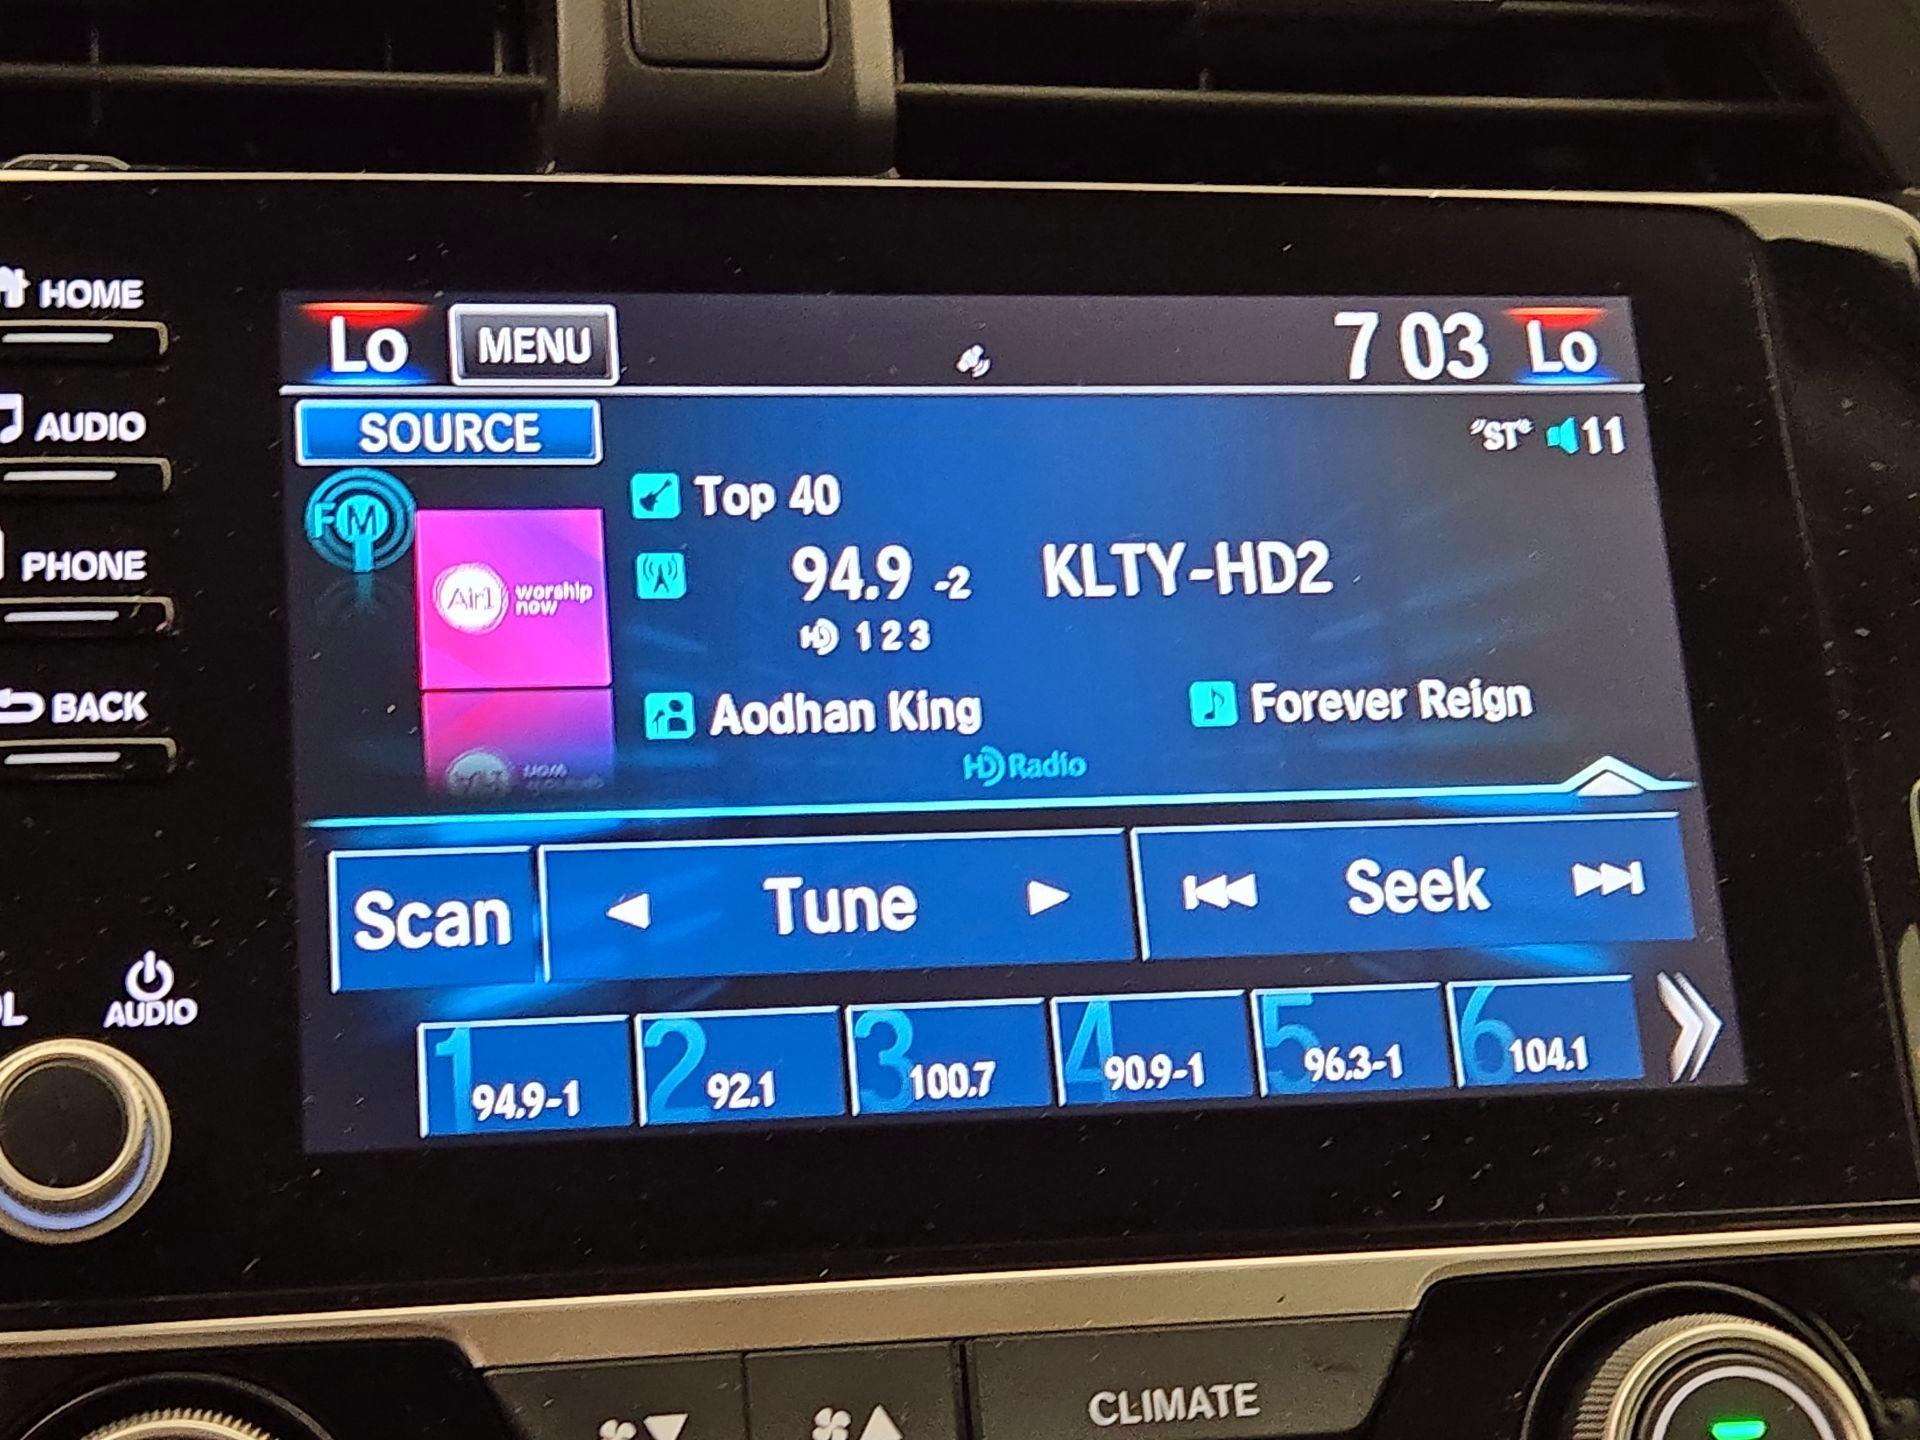 HOME
AUDIO
PHONE
BACK
AUDIO
Lo MENU 7 03 Lo
SOURCE "ST" 11
FM
Air1 worship now
Top 40
94.9 -2 KLTY-HD2
HD 1 2 3
Aodhan King Forever Reign
HD Radio
Scan Tune Seek
1 94.9-1 2 92.1 3 100.7 4 90.9-1 5 96.3-1 6 104.1
CLIMATE